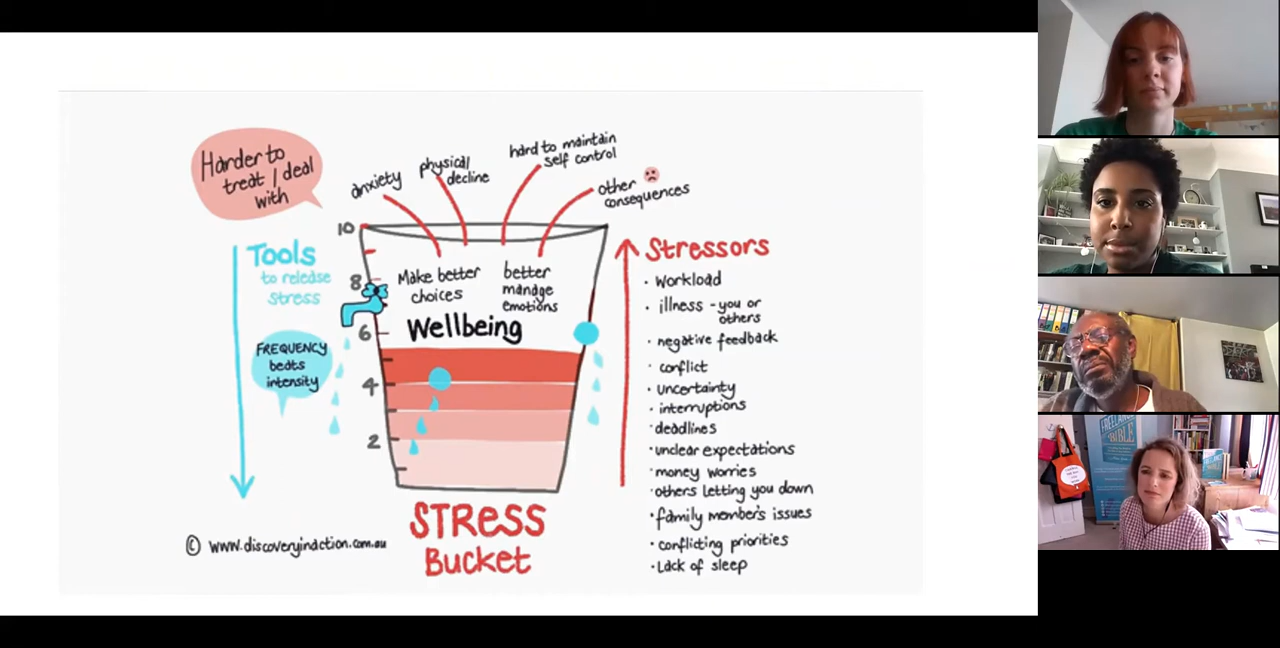 Harder to
treat / deal
with
anxiety
physical
decline
hard to maintain
self control
other
consequences
Tools
to release
stress
FREQUENCY
beats
intensity
10
8
6
4
2
Make better
choices
better
manage
emotions
Wellbeing
STRESS
Bucket
Stressors
· Workload
· illness - you or
others
· negative feedback
· conflict
· uncertainty
· interruptions
· deadlines
· unclear expectations
· money worries
· others letting you down
· family member's issues
· conflicting priorities
· Lack of sleep
© www.discoveryinaction.com.au
FREELANCE
BIBLE